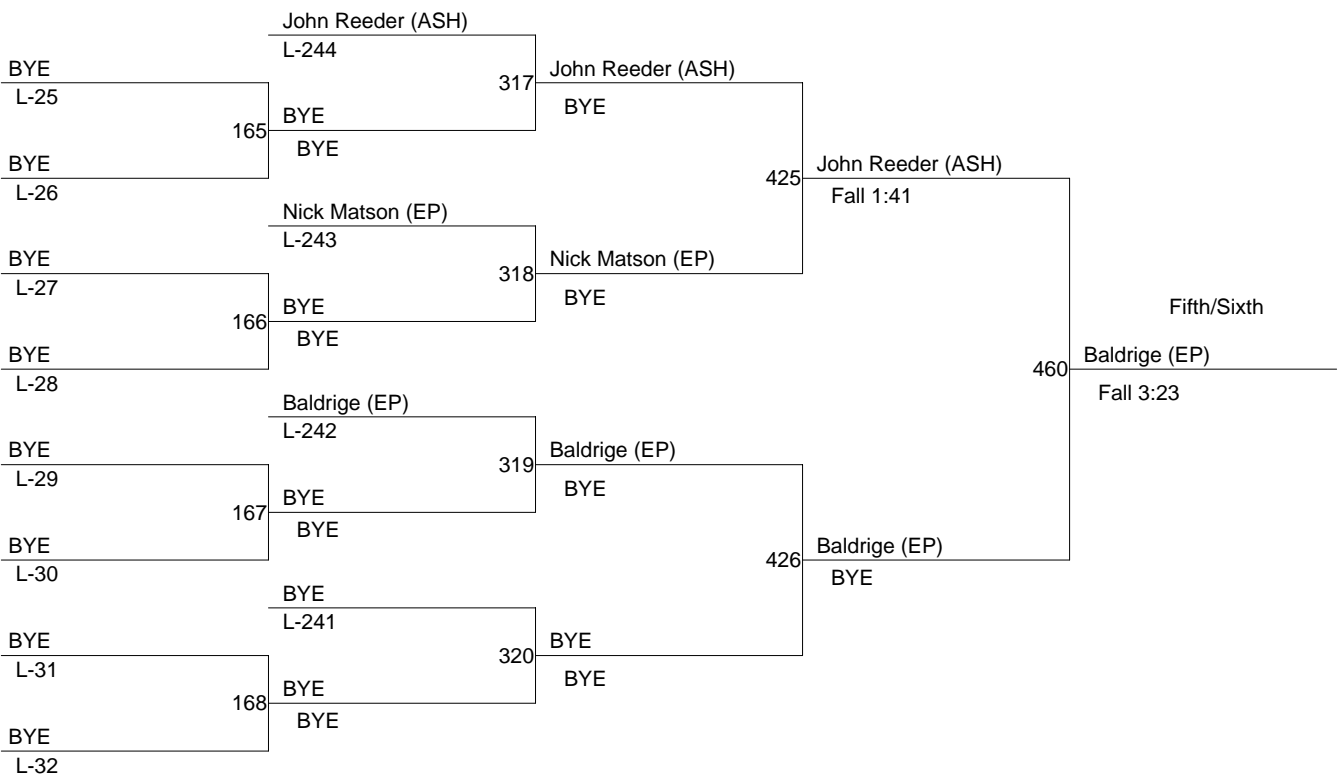 John Reeder (ASH)
L-244
BYE
L-25
317
John Reeder (ASH)
BYE
165
BYE
BYE
BYE
L-26
425
John Reeder (ASH)
Fall 1:41
Nick Matson (EP)
L-243
BYE
L-27
318
Nick Matson (EP)
BYE
166
BYE
BYE
Fifth/Sixth
BYE
L-28
460
Baldrige (EP)
Fall 3:23
Baldrige (EP)
L-242
BYE
L-29
319
Baldrige (EP)
BYE
167
BYE
BYE
BYE
L-30
426
Baldrige (EP)
BYE
BYE
L-241
BYE
L-31
320
BYE
BYE
168
BYE
BYE
BYE
L-32